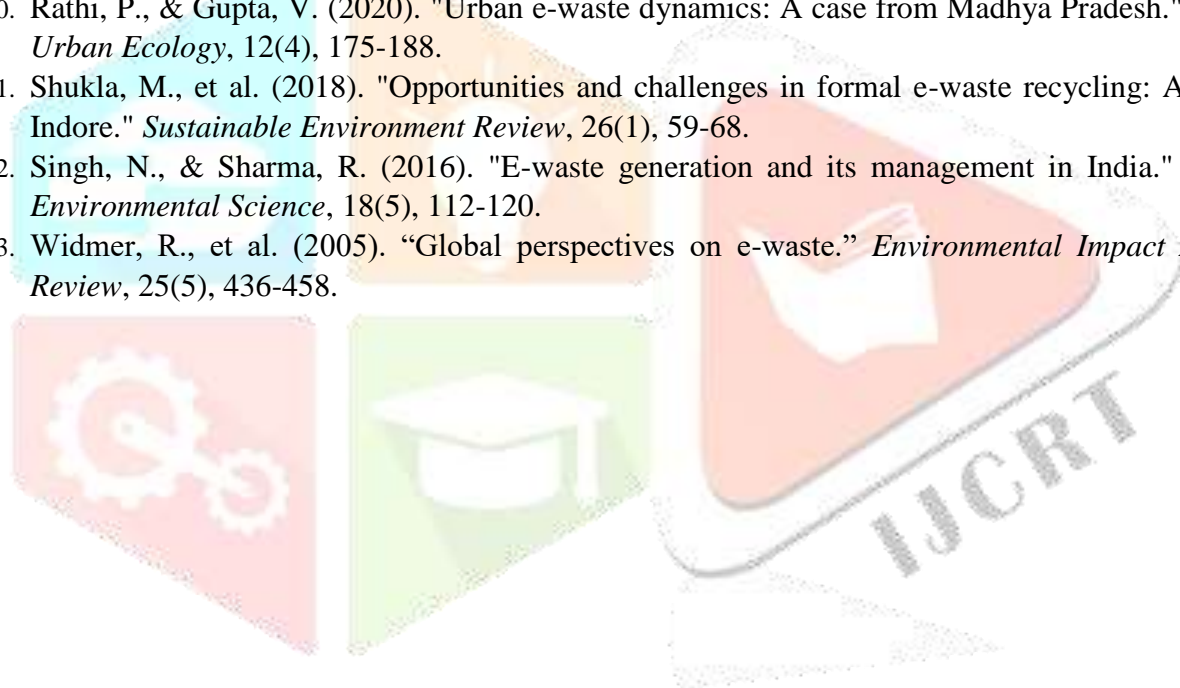 0. Rathi, P., & Gupta, V. (2020). "Urban e-waste dynamics: A case from Madhya Pradesh."
Urban Ecology, 12(4), 175-188.
1. Shukla, M., et al. (2018). "Opportunities and challenges in formal e-waste recycling: A
Indore." Sustainable Environment Review, 26(1), 59-68.
2. Singh, N., & Sharma, R. (2016). "E-waste generation and its management in India."
Environmental Science, 18(5), 112-120.
3. Widmer, R., et al. (2005). “Global perspectives on e-waste.” Environmental Impact
Review, 25(5), 436-458.
IJCRT